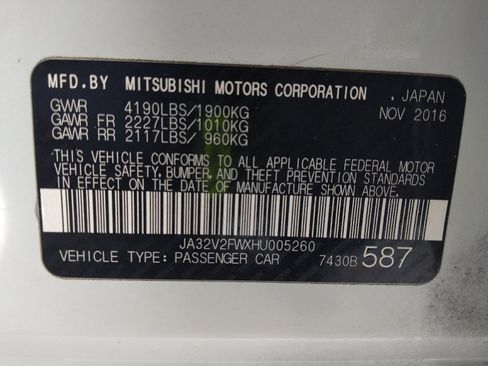 MFD.BY MITSUBISHI MOTORS CORPORATION . JAPAN
GVWR 4190LBS/1900KG NOV 2016
GAWR FR 2227LBS/1010KG
GAWR RR 2117LBS/ 960KG
THIS VEHICLE CONFORMS TO ALL APPLICABLE FEDERAL MOTOR
VEHICLE SAFETY, BUMPER, AND THEFT PREVENTION STANDARDS
IN EFFECT ON THE DATE OF MANUFACTURE SHOWN ABOVE.
JA32V2FWXHU005260
TYPE: PASSENGER CAR 7430B 587